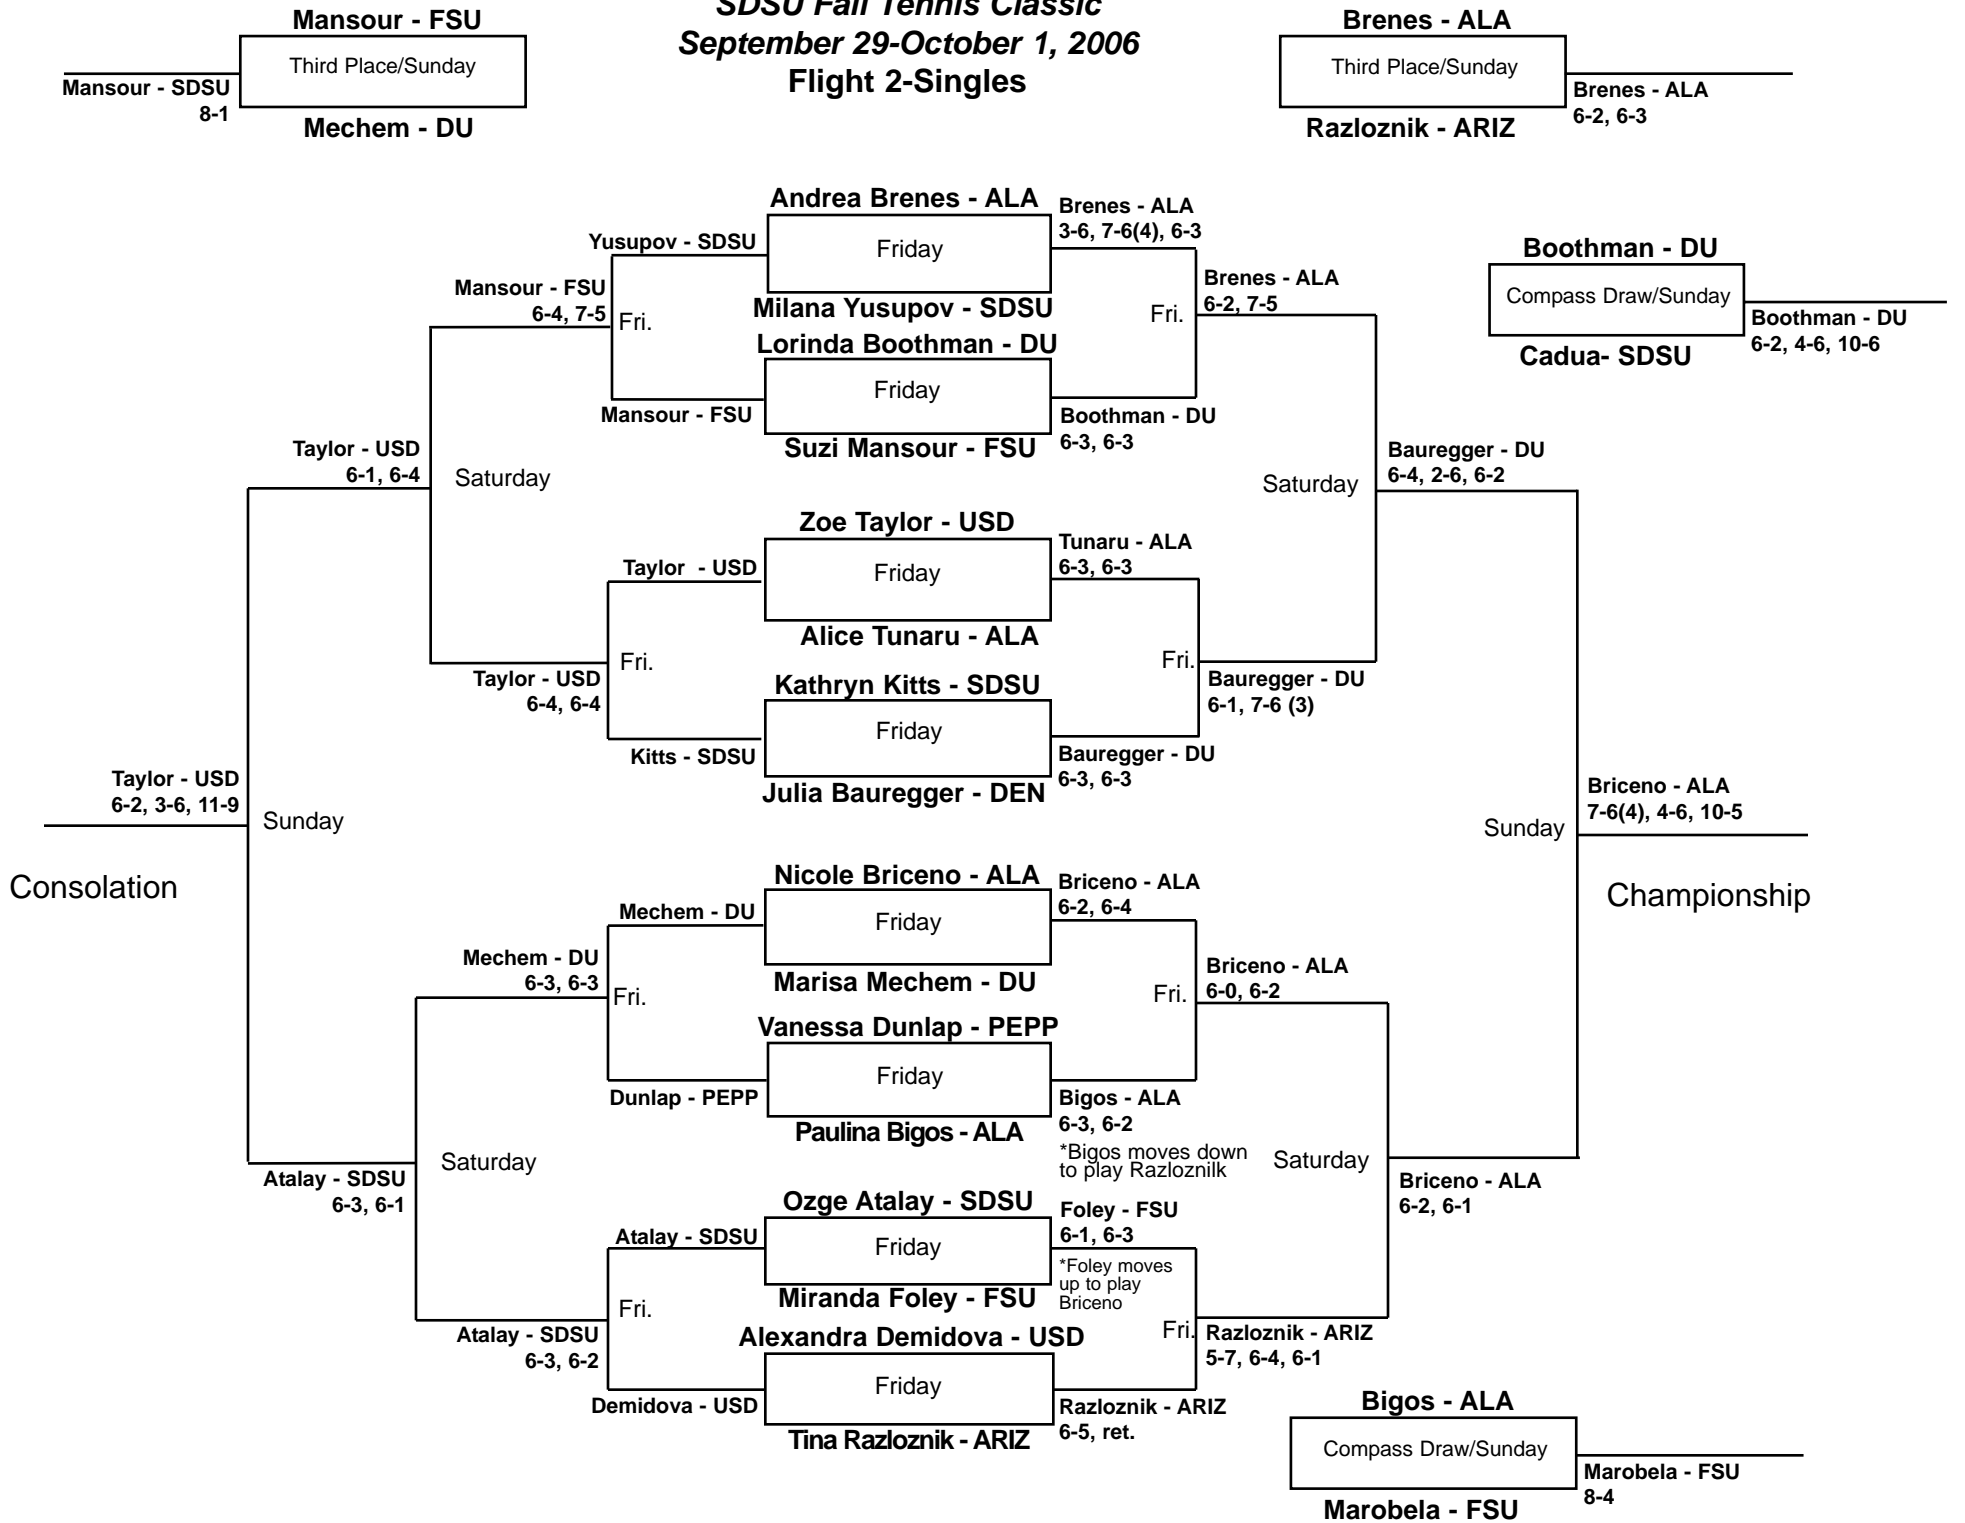 SDSU Fall Tennis Classic
September 29-October 1, 2006
Flight 2-Singles
Mansour - FSU
Third Place/Sunday
Mechem - DU
Mansour - SDSU
8-1
Brenes - ALA
Third Place/Sunday
Razloznik - ARIZ
Brenes - ALA
6-2, 6-3
Boothman - DU
Compass Draw/Sunday
Cadua- SDSU
Boothman - DU
6-2, 4-6, 10-6
Andrea Brenes - ALA
Friday
Milana Yusupov - SDSU
Lorinda Boothman - DU
Friday
Suzi Mansour - FSU
Zoe Taylor - USD
Friday
Alice Tunaru - ALA
Kathryn Kitts - SDSU
Friday
Julia Bauregger - DEN
Nicole Briceno - ALA
Friday
Marisa Mechem - DU
Vanessa Dunlap - PEPP
Friday
Paulina Bigos - ALA
Ozge Atalay - SDSU
Friday
Miranda Foley - FSU
Alexandra Demidova - USD
Friday
Tina Razloznik - ARIZ
Yusupov - SDSU
Mansour - FSU
6-4, 7-5
Fri.
Mansour - FSU
Taylor - USD
6-1, 6-4
Saturday
Taylor  - USD
Fri.
Taylor - USD
6-4, 6-4
Kitts - SDSU
Taylor - USD
6-2, 3-6, 11-9
Sunday
Consolation
Mechem - DU
Mechem - DU
6-3, 6-3
Fri.
Dunlap - PEPP
Saturday
Atalay - SDSU
6-3, 6-1
Atalay - SDSU
Fri.
Atalay - SDSU
6-3, 6-2
Demidova - USD
Brenes - ALA
3-6, 7-6(4), 6-3
Brenes - ALA
6-2, 7-5
Fri.
Boothman - DU
6-3, 6-3
Bauregger - DU
6-4, 2-6, 6-2
Saturday
Tunaru - ALA
6-3, 6-3
Fri.
Bauregger - DU
6-1, 7-6 (3)
Bauregger - DU
6-3, 6-3
Briceno - ALA
7-6(4), 4-6, 10-5
Sunday
Championship
Briceno - ALA
6-2, 6-4
Briceno - ALA
6-0, 6-2
Fri.
Bigos - ALA
6-3, 6-2
*Bigos moves down
to play Razloznilk
Saturday
Briceno - ALA
6-2, 6-1
Foley - FSU
6-1, 6-3
*Foley moves
up to play
Briceno
Fri.
Razloznik - ARIZ
5-7, 6-4, 6-1
Razloznik - ARIZ
6-5, ret.
Bigos - ALA
Compass Draw/Sunday
Marobela - FSU
Marobela - FSU
8-4